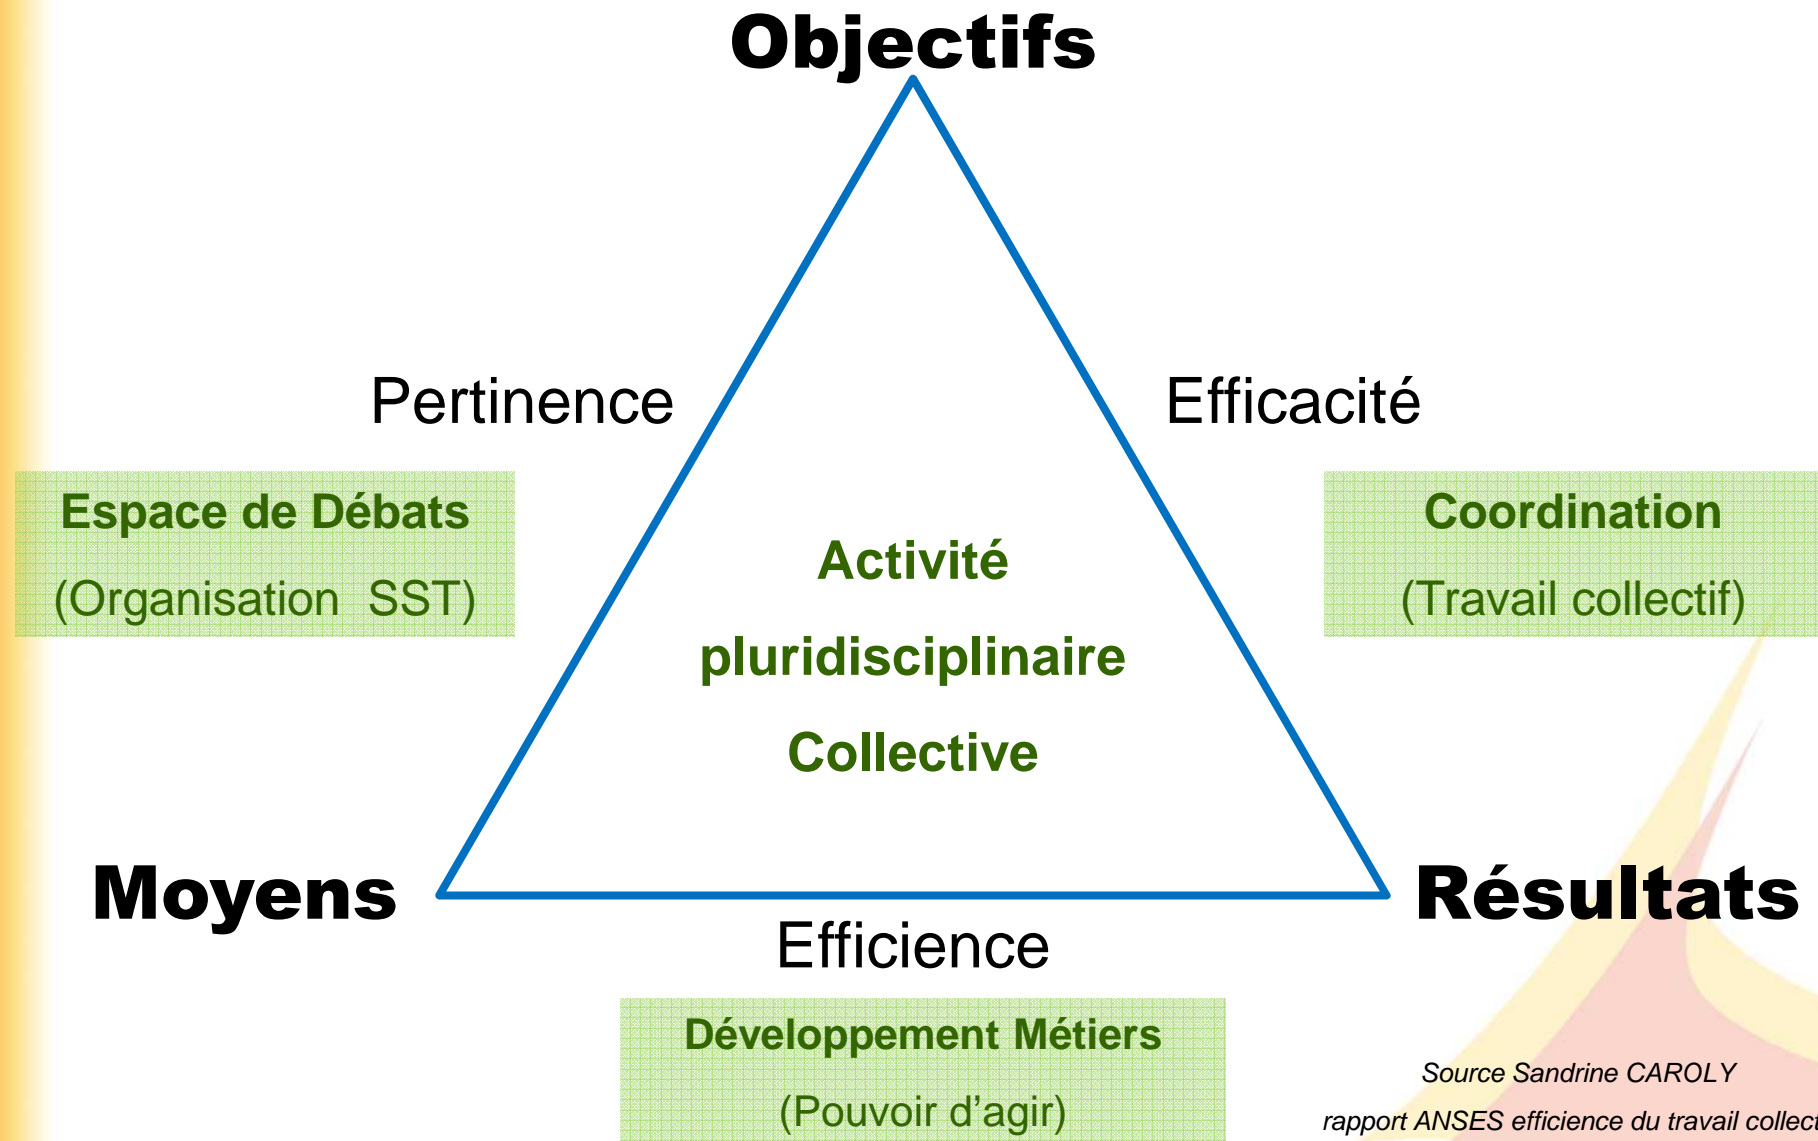 Objectifs
Pertinence
Efficacité
Espace de Débats
(Organisation SST)
Coordination
(Travail collectif)
Activité
pluridisciplinaire
Collective
Moyens
Résultats
Efficience
Développement Métiers
(Pouvoir d’agir)
Source Sandrine CAROLY
rapport ANSES efficience du travail collect